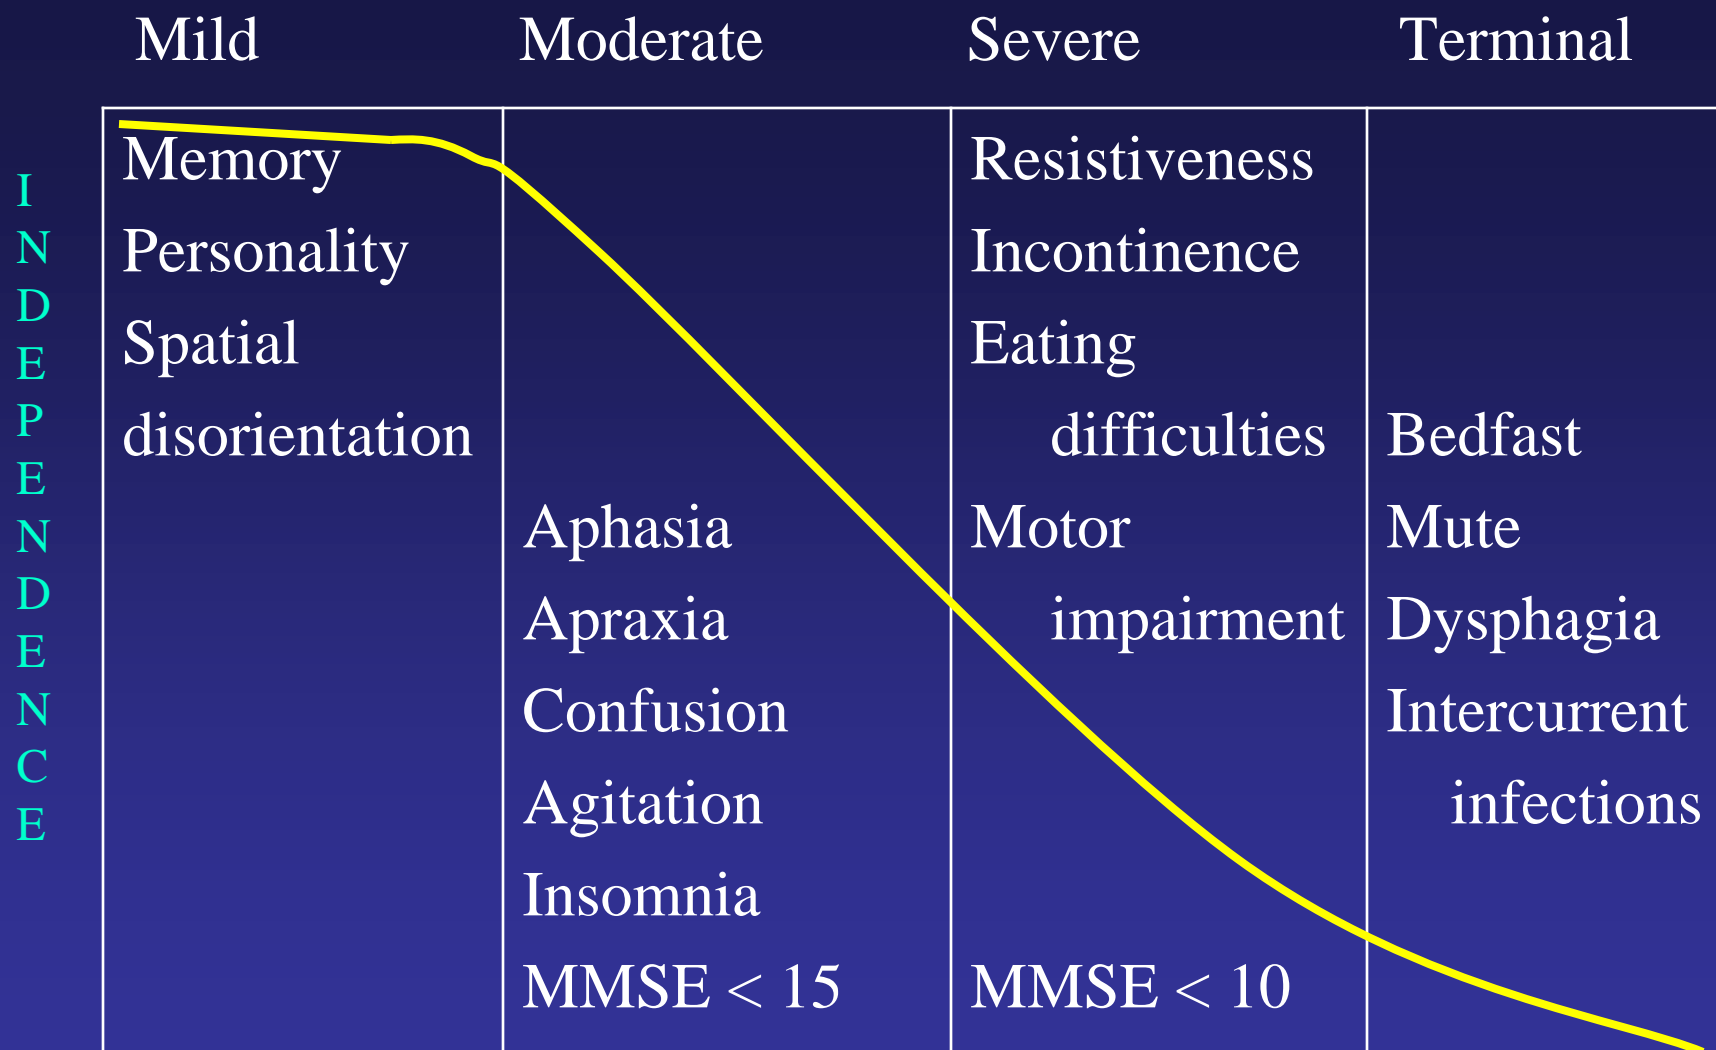 Mild Moderate Severe Terminal
I
N
D
E
P
E
N
D
E
N
C
E
Memory
Personality
Spatial
disorientation
Aphasia
Apraxia
Confusion
Agitation
Insomnia
MMSE < 15
Resistiveness
Incontinence
Eating
difficulties
Motor
impairment
MMSE < 10
Bedfast
Mute
Dysphagia
Intercurrent
infections